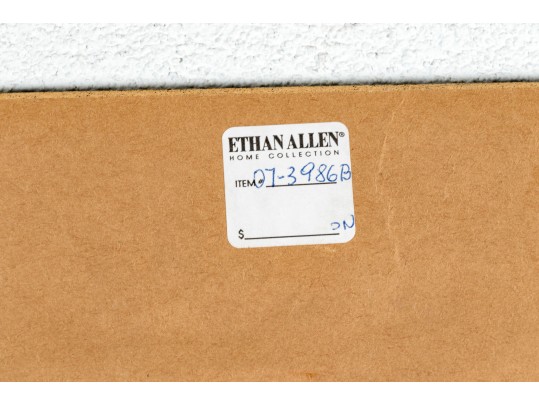 ETHAN ALLEN®
HOME COLLECTION
ITEM# 07-3986B
$ ON